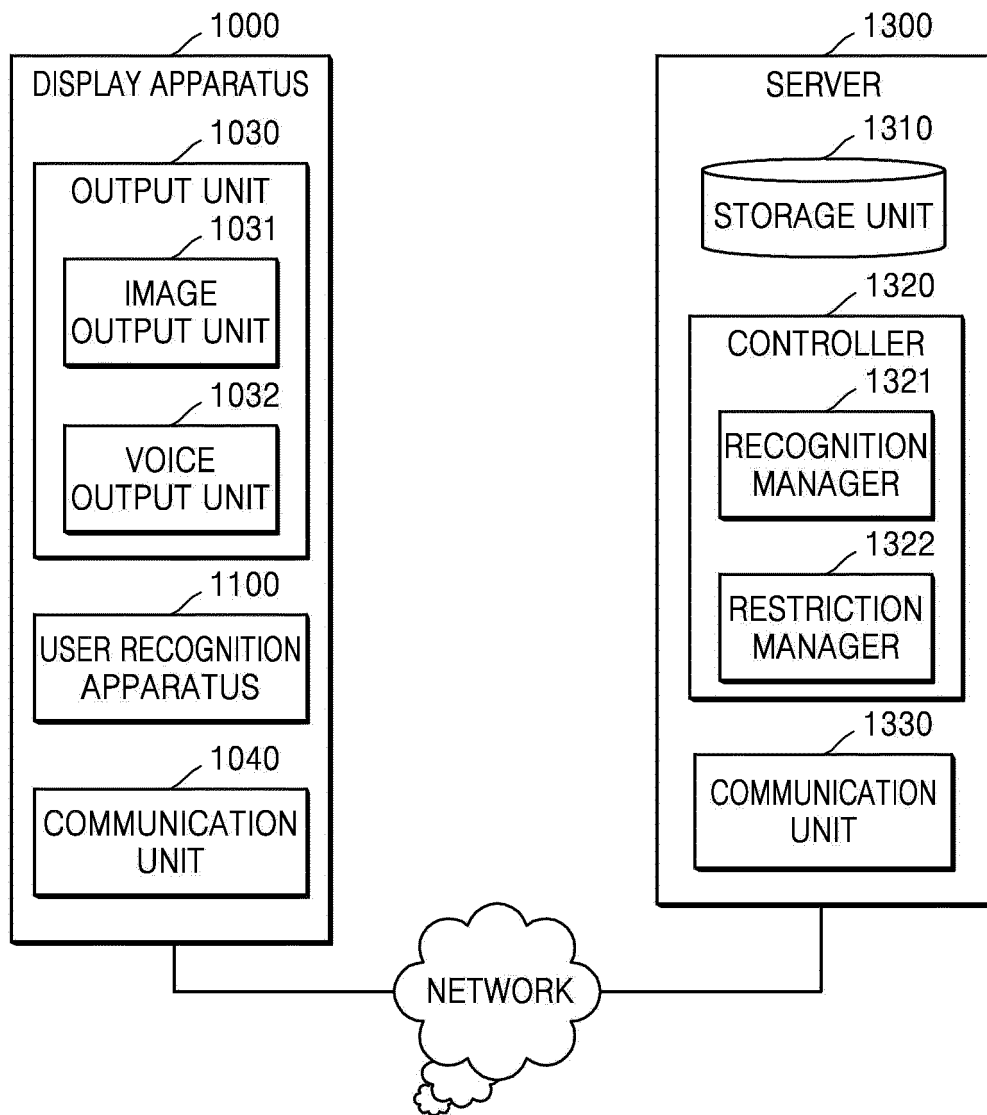 1000
DISPLAY APPARATUS
1030
OUTPUT UNIT
1031
IMAGE
OUTPUT UNIT
1032
VOICE
OUTPUT UNIT
1100
USER RECOGNITION
APPARATUS
1040
COMMUNICATION
UNIT
1300
SERVER
1310
STORAGE UNIT
1320
CONTROLLER
1321
RECOGNITION
MANAGER
1322
RESTRICTION
MANAGER
1330
COMMUNICATION
UNIT
NETWORK